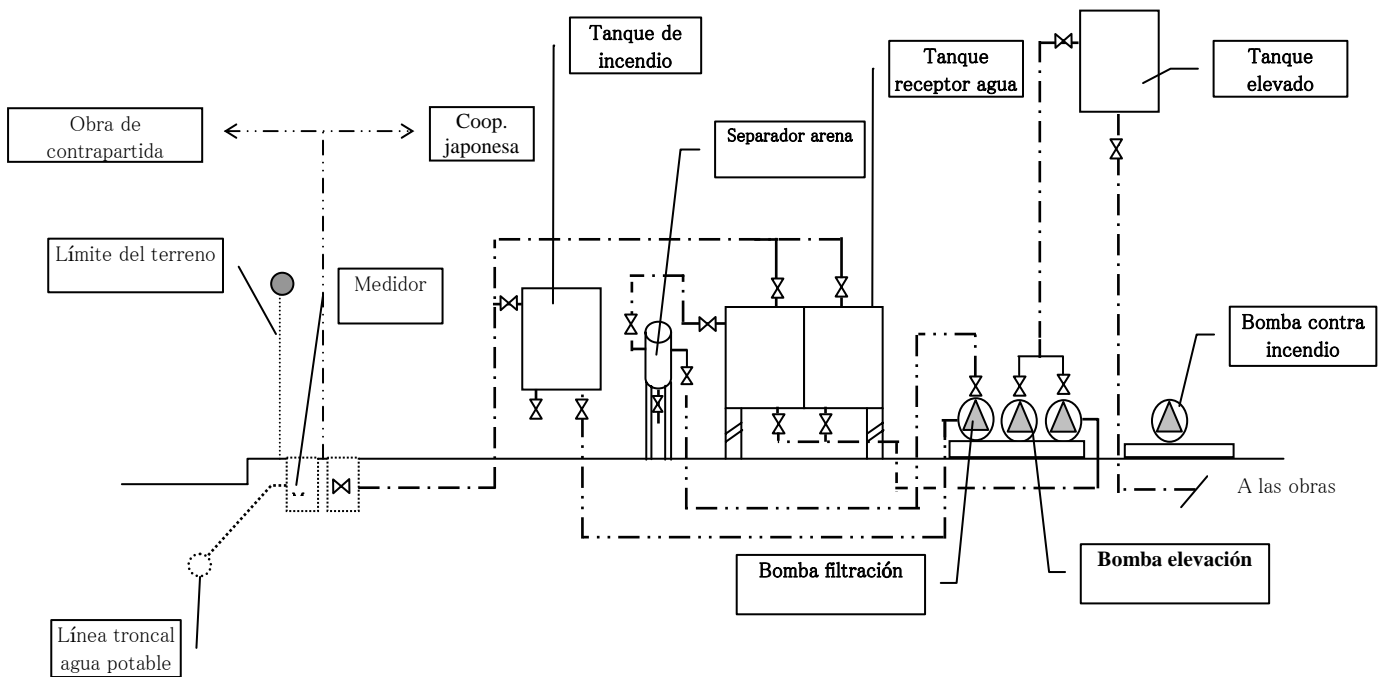 Tanque de
incendio
Tanque
receptor agua
Tanque
elevado
Obra de
contrapartida
Coop.
japonesa
Separador arena
Límite del terreno
Medidor
Bomba contra
incendio
A las obras
Bomba filtración
Bomba elevación
Línea troncal
agua potable